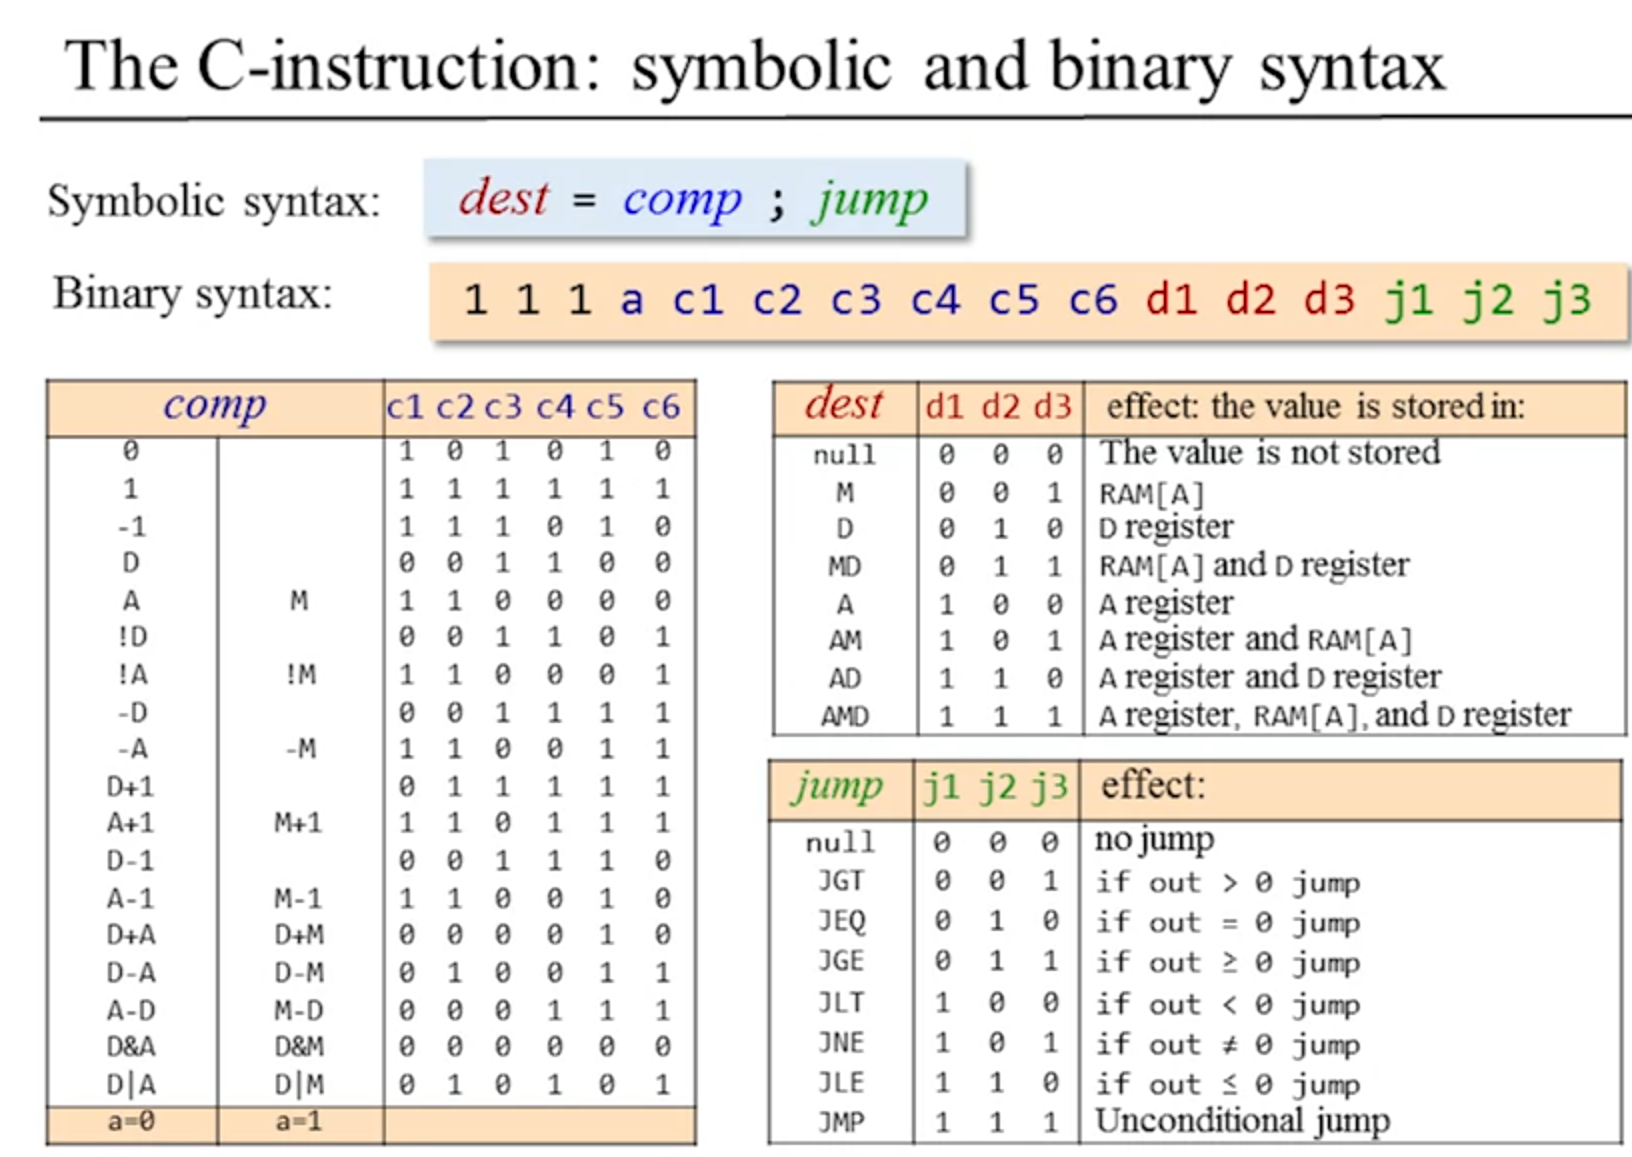 The C-instruction: symbolic and binary syntax
Symbolic syntax: dest = comp ; jump
Binary syntax: 1 1 1 a c1 c2 c3 c4 c5 c6 d1 d2 d3 j1 j2 j3
comp c1 c2 c3 c4 c5 c6
0 1 0 1 0 1 0
1 1 1 1 1 1 1
-1 1 1 1 0 1 0
D 0 0 1 1 0 0
A M 1 1 0 0 0 0
!D 0 0 1 1 0 1
!A !M 1 1 0 0 0 1
-D 0 0 1 1 1 1
-A -M 1 1 0 0 1 1
D+1 0 1 1 1 1 1
A+1 M+1 1 1 0 1 1 1
D-1 0 0 1 1 1 0
A-1 M-1 1 1 0 0 1 0
D+A D+M 0 0 0 0 1 0
D-A D-M 0 1 0 0 1 1
A-D M-D 0 0 0 1 1 1
D&A D&M 0 0 0 0 0 0
D|A D|M 0 1 0 1 0 1
a=0 a=1
dest d1 d2 d3 effect: the value is stored in:
null 0 0 0 The value is not stored
M 0 0 1 RAM[A]
D 0 1 0 D register
MD 0 1 1 RAM[A] and D register
A 1 0 0 A register
AM 1 0 1 A register and RAM[A]
AD 1 1 0 A register and D register
AMD 1 1 1 A register, RAM[A], and D register
jump j1 j2 j3 effect:
null 0 0 0 no jump
JGT 0 0 1 if out > 0 jump
JEQ 0 1 0 if out = 0 jump
JGE 0 1 1 if out ≥ 0 jump
JLT 1 0 0 if out < 0 jump
JNE 1 0 1 if out ≠ 0 jump
JLE 1 1 0 if out ≤ 0 jump
JMP 1 1 1 Unconditional jump